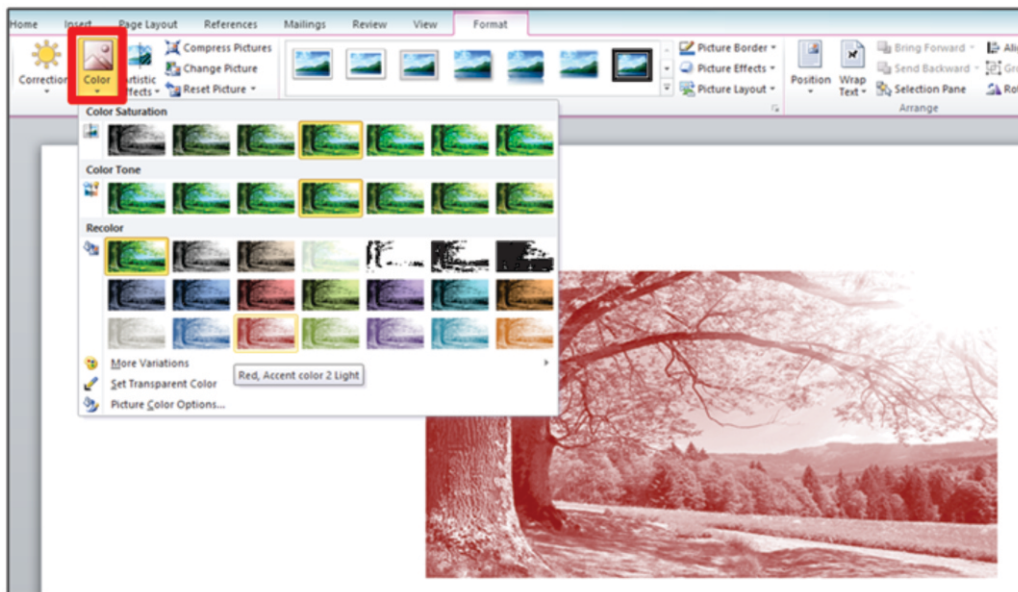 Home Insert Page Layout References Mailings Review View Format
Correction
Color
Artistic
Effects
Compress Pictures
Change Picture
Reset Picture
Picture Border
Picture Effects
Picture Layout
Position
Wrap
Text
Bring Forward
Send Backward
Selection Pane
Arrange
Color Saturation
Color Tone
Recolor
More Variations
Set Transparent Color
Picture Color Options...
Red, Accent color 2 Light